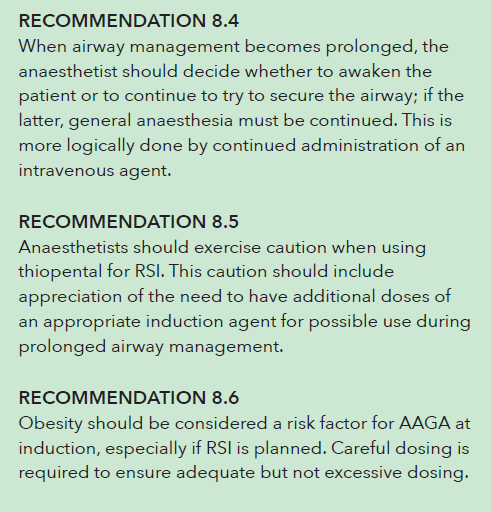 RECOMMENDATION 8.4
When airway management becomes prolonged, the
anaesthetist should decide whether to awaken the
patient or to continue to try to secure the airway; if the
latter, general anaesthesia must be continued. This is
more logically done by continued administration of an
intravenous agent.
RECOMMENDATION 8.5
Anaesthetists should exercise caution when using
thiopental for RSI. This caution should include
appreciation of the need to have additional doses of
an appropriate induction agent for possible use during
prolonged airway management.
RECOMMENDATION 8.6
Obesity should be considered a risk factor for AAGA at
induction, especially if RSI is planned. Careful dosing is
required to ensure adequate but not excessive dosing.